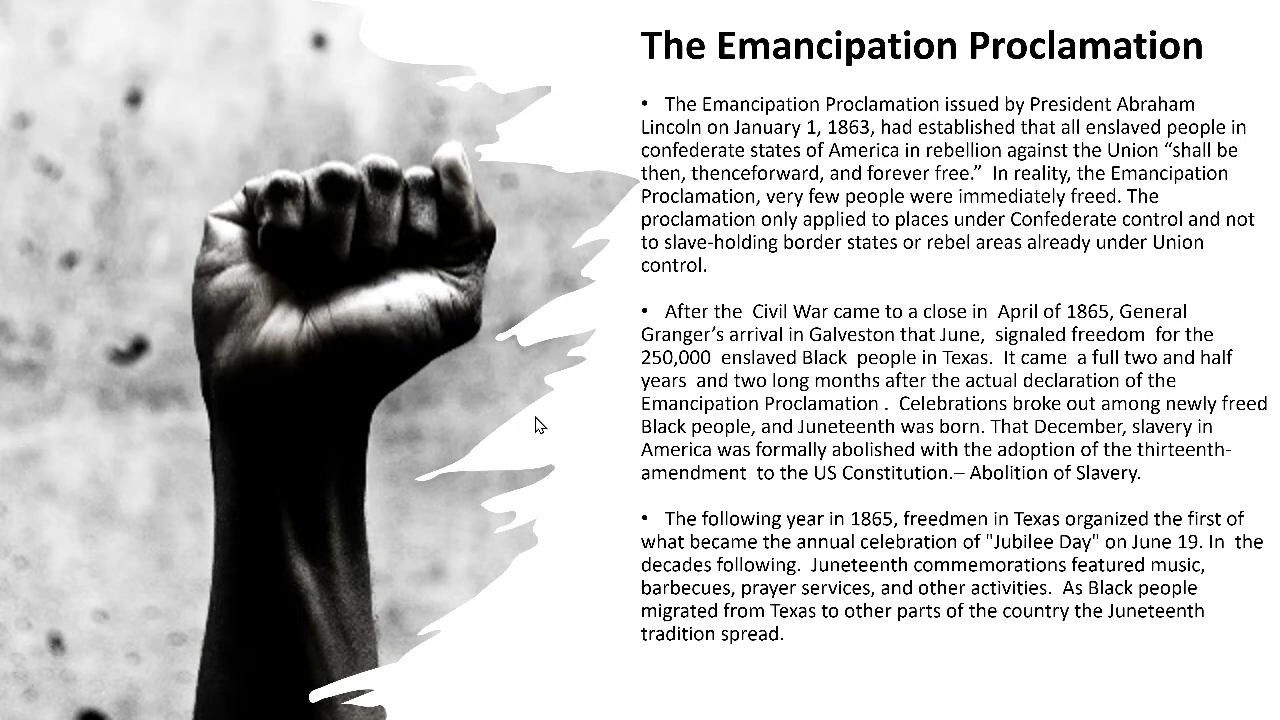 The Emancipation Proclamation
• The Emancipation Proclamation issued by President Abraham
Lincoln on January 1, 1863, had established that all enslaved people in
confederate states of America in rebellion against the Union “shall be
then, thenceforward, and forever free.”  In reality, the Emancipation
Proclamation, very few people were immediately freed. The
proclamation only applied to places under Confederate control and not
to slave-holding border states or rebel areas already under Union
control.
• After the  Civil War came to a close in  April of 1865, General
Granger’s arrival in Galveston that June,  signaled freedom  for the
250,000  enslaved Black  people in Texas.  It came  a full two and half
years  and two long months after the actual declaration of the
Emancipation Proclamation .  Celebrations broke out among newly freed
Black people, and Juneteenth was born. That December, slavery in
America was formally abolished with the adoption of the thirteenth-
amendment  to the US Constitution.– Abolition of Slavery.
• The following year in 1865, freedmen in Texas organized the first of
what became the annual celebration of "Jubilee Day" on June 19. In  the
decades following.  Juneteenth commemorations featured music,
barbecues, prayer services, and other activities.  As Black people
migrated from Texas to other parts of the country the Juneteenth
tradition spread.